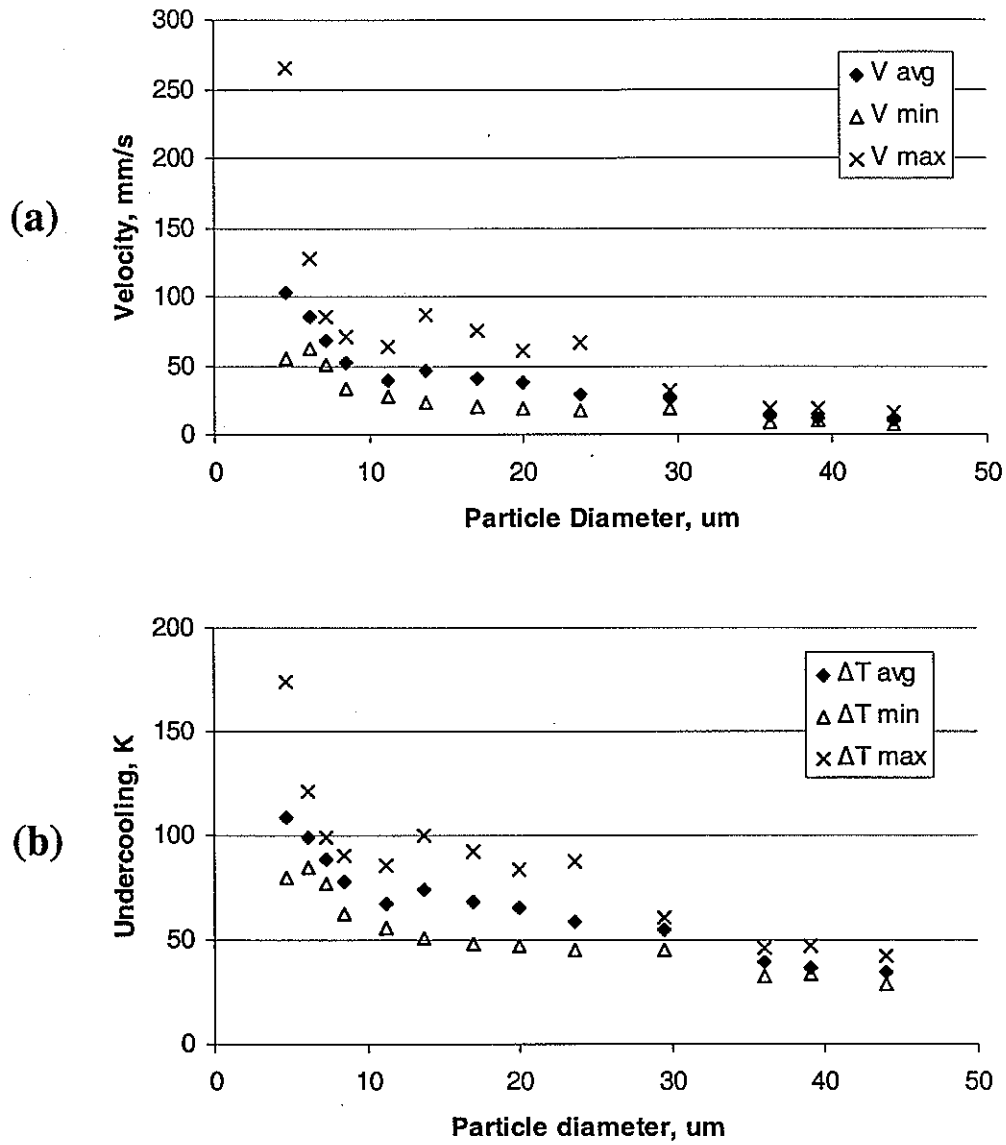 (a)
Velocity, mm/s
300
250
200
150
100
50
0
0 10 20 30 40 50
Particle Diameter, um
V avg
V min
V max
(b)
Undercooling, K
200
150
100
50
0
0 10 20 30 40 50
Particle diameter, um
ΔT avg
ΔT min
ΔT max